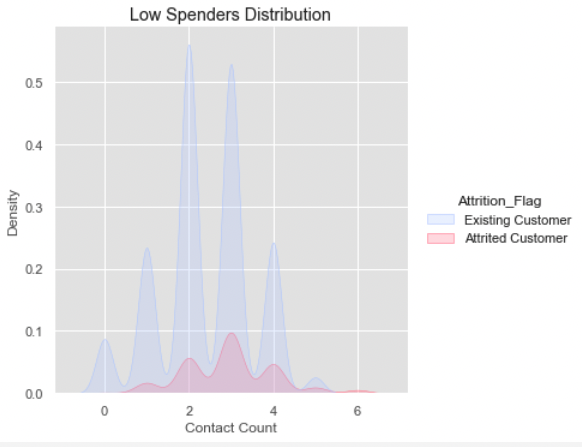 Low Spenders Distribution
0.5
0.4
0.3
0.2
0.1
0.0
Density
0 2 4 6
Contact Count
Attrition_Flag
Existing Customer
Attrited Customer